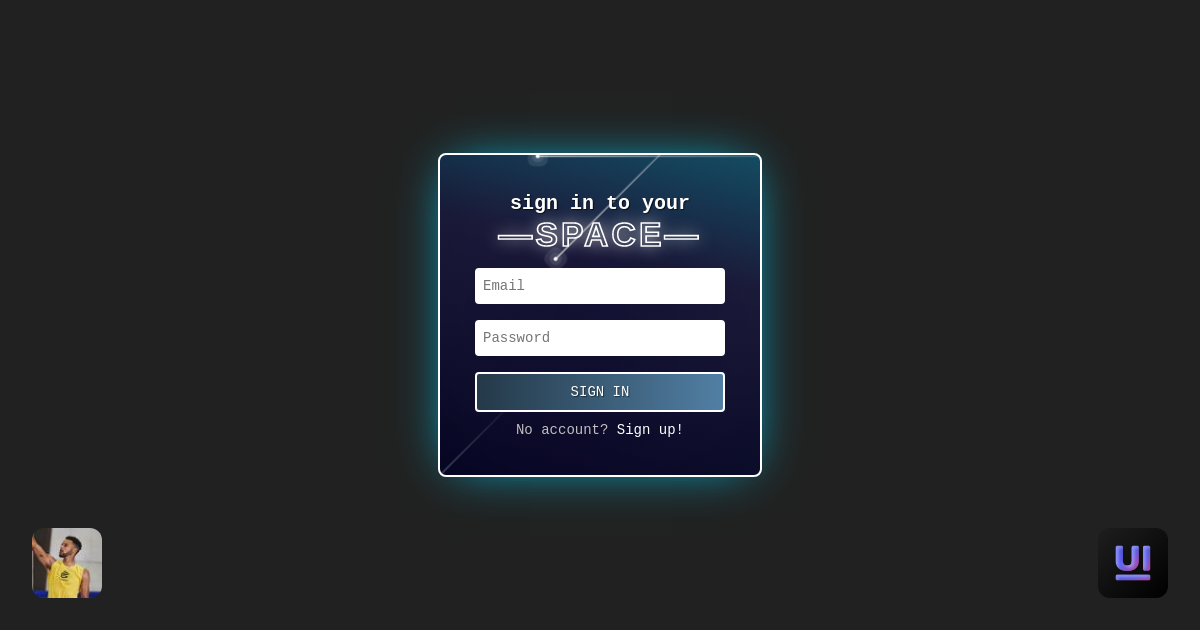 sign in to your
—SPACE—
Email
Password
SIGN IN
No account? Sign up!
UI